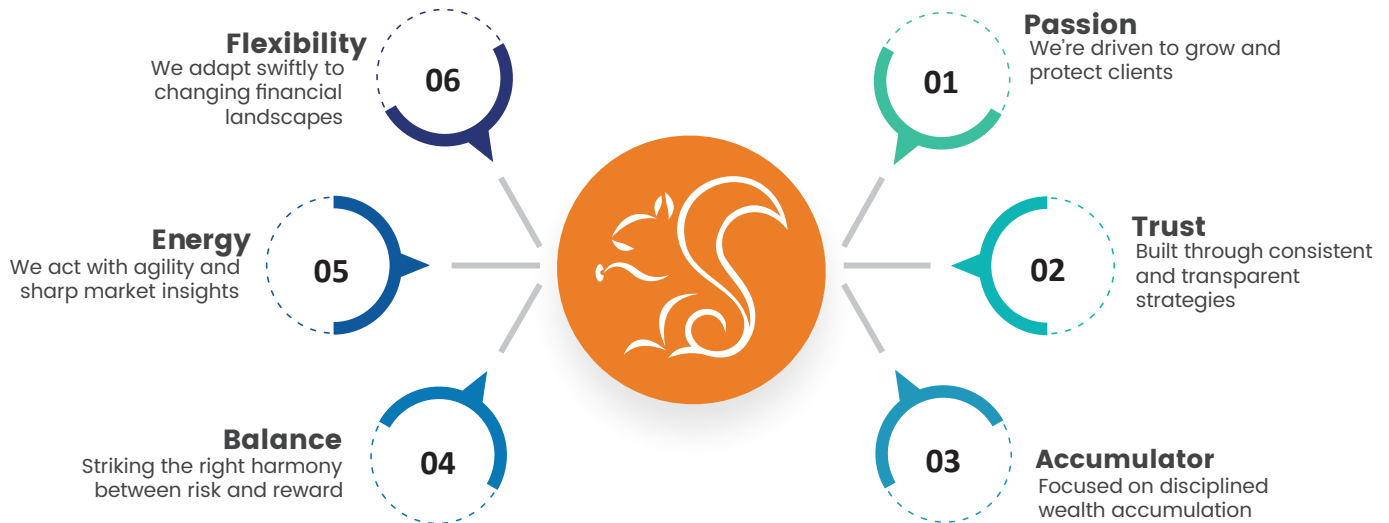 01
Passion
We're driven to grow and
protect clients
02
Trust
Built through consistent
and transparent
strategies
03
Accumulator
Focused on disciplined
wealth accumulation
04
Balance
Striking the right harmony
between risk and reward
05
Energy
We act with agility and
sharp market insights
06
Flexibility
We adapt swiftly to
changing financial
landscapes